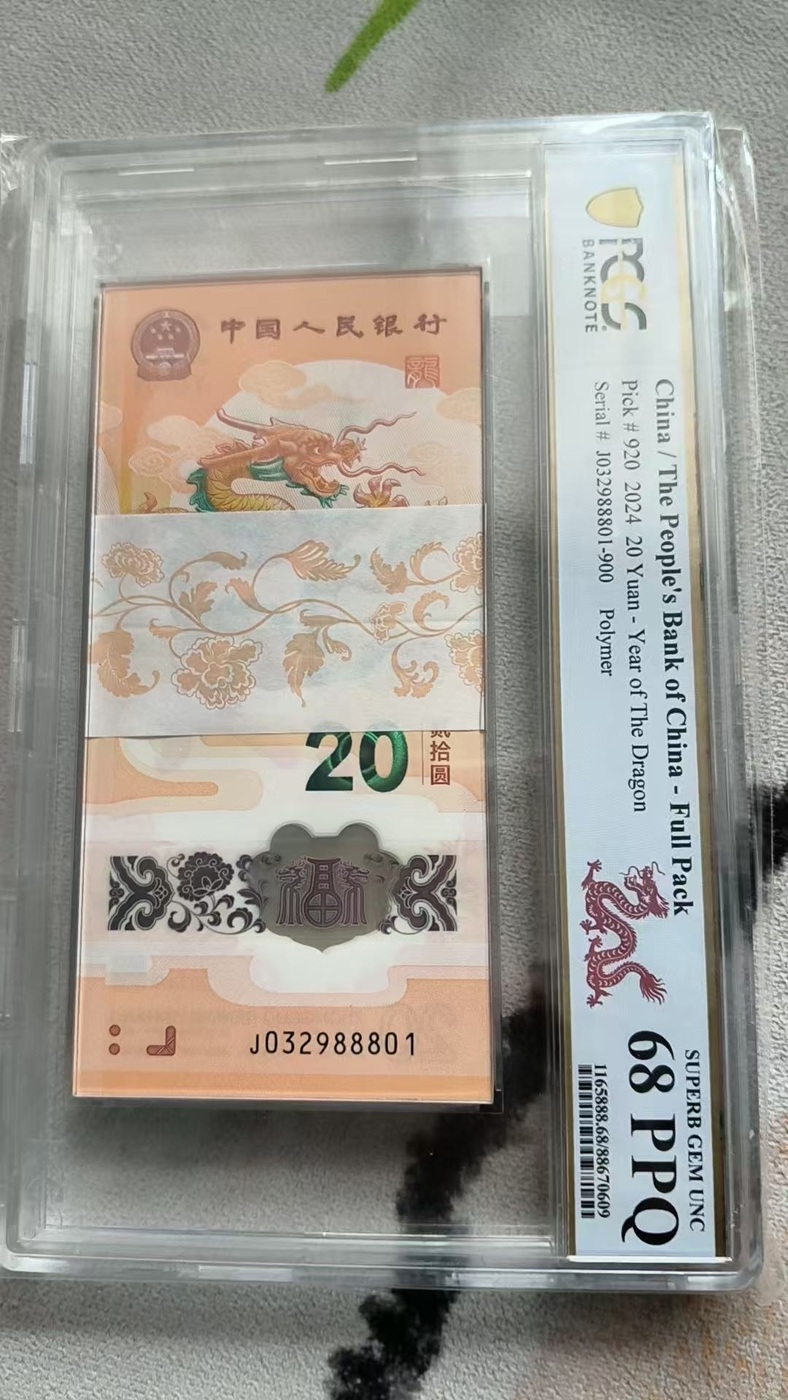 中国人民银行
龍
20
贰拾圆
福
J032988801
PCGS
BANKNOTE
China / The People's Bank of China - Full Pack
Pick # 920 2024 20 Yuan - Year of The Dragon
Serial # J032988801-900 Polymer
SUPERB GEM UNC
68 PPQ
1165888.68/88670609